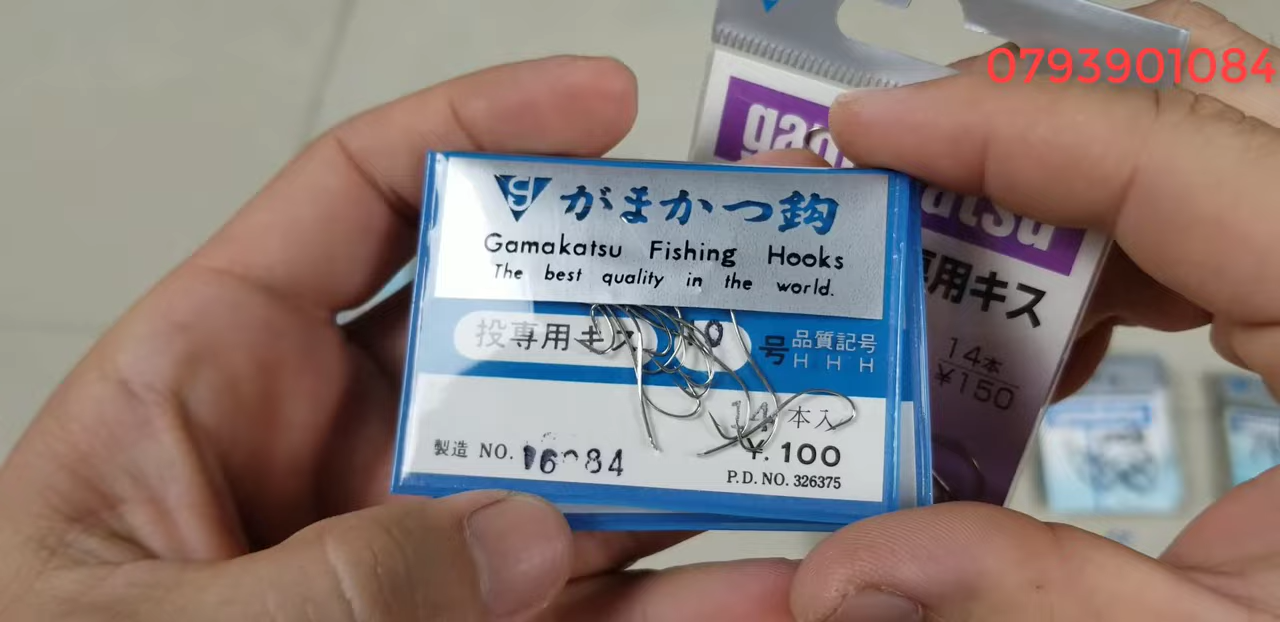 0793901084
がまかつ鈎
Gamakatsu Fishing Hooks
The best quality in the world.
投専用キス
号 品質記号
H H H
14本入
¥.100
製造 NO.
P.D. NO. 326375
用キス
14本
¥150